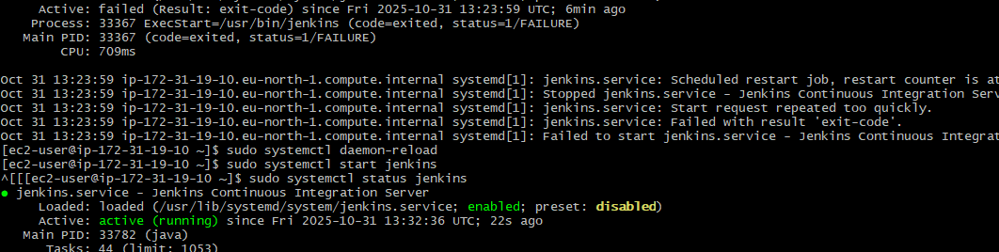 Active: failed (Result: exit-code) since Fri 2025-10-31 13:23:59 UTC; 6min ago
Process: 33367 ExecStart=/usr/bin/jenkins (code=exited, status=1/FAILURE)
Main PID: 33367 (code=exited, status=1/FAILURE)
CPU: 709ms
Oct 31 13:23:59 ip-172-31-19-10.eu-north-1.compute.internal systemd[1]: jenkins.service: Scheduled restart job, restart counter is at
Oct 31 13:23:59 ip-172-31-19-10.eu-north-1.compute.internal systemd[1]: Stopped jenkins.service - Jenkins Continuous Integration Serv
Oct 31 13:23:59 ip-172-31-19-10.eu-north-1.compute.internal systemd[1]: jenkins.service: Start request repeated too quickly.
Oct 31 13:23:59 ip-172-31-19-10.eu-north-1.compute.internal systemd[1]: jenkins.service: Failed with result 'exit-code'.
Oct 31 13:23:59 ip-172-31-19-10.eu-north-1.compute.internal systemd[1]: Failed to start jenkins.service - Jenkins Continuous Integrat
[ec2-user@ip-172-31-19-10 ~]$ sudo systemctl daemon-reload
[ec2-user@ip-172-31-19-10 ~]$ sudo systemctl start jenkins
^[[[ec2-user@ip-172-31-19-10 ~]$ sudo systemctl status jenkins
● jenkins.service - Jenkins Continuous Integration Server
Loaded: loaded (/usr/lib/systemd/system/jenkins.service; enabled; preset: disabled)
Active: active (running) since Fri 2025-10-31 13:32:36 UTC; 22s ago
Main PID: 33782 (java)
Tasks: 44 (limit: 1053)